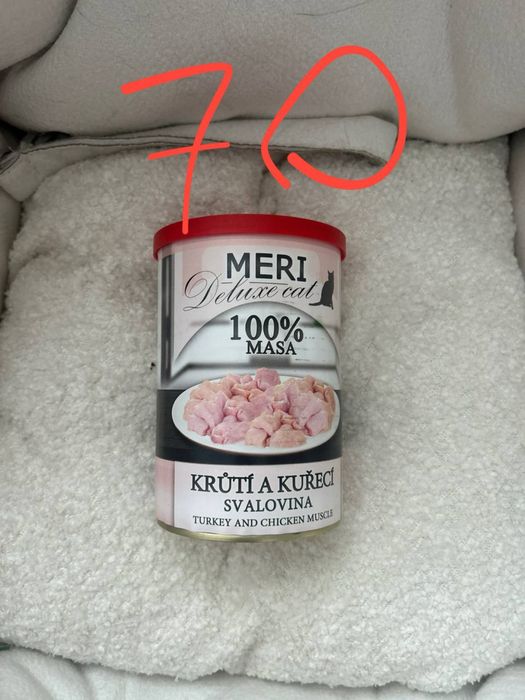 70
MERI
Deluxe cat
100%
MASA
KRŮTÍ A KUŘECÍ
SVALOVINA
TURKEY AND CHICKEN MUSCLE